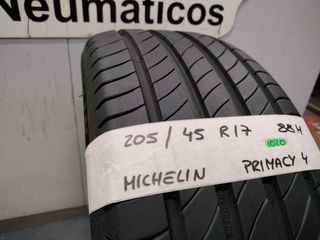 Neumáticos
205/45 R17 88H
1020
MICHELIN PRIMACY 4